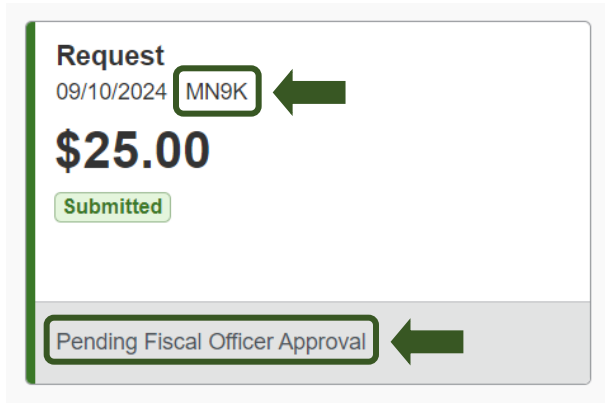 Request
09/10/2024 MN9K
$25.00
Submitted
Pending Fiscal Officer Approval